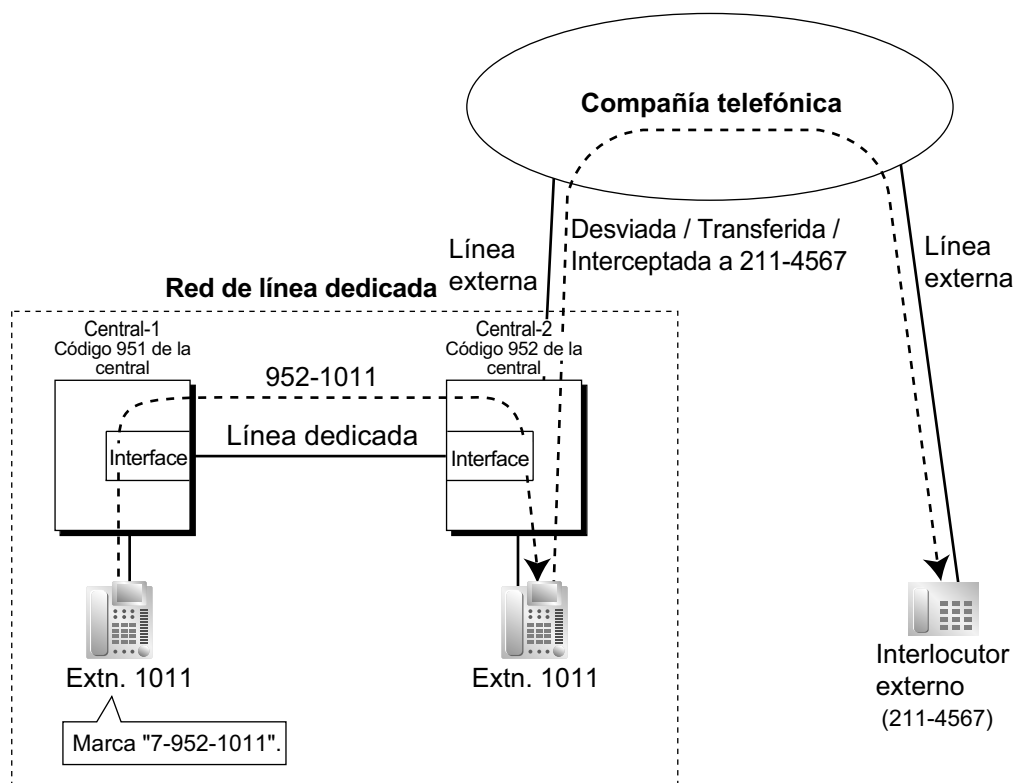 Compañía telefónica
Desviada / Transferida /
Interceptada a 211-4567
Línea
externa
Línea
externa
Red de línea dedicada
Central-1
Código 951 de la
central
Central-2
Código 952 de la
central
952-1011
Línea dedicada
Interface
Interface
Extn. 1011
Extn. 1011
Interlocutor
externo
(211-4567)
Marca "7-952-1011".